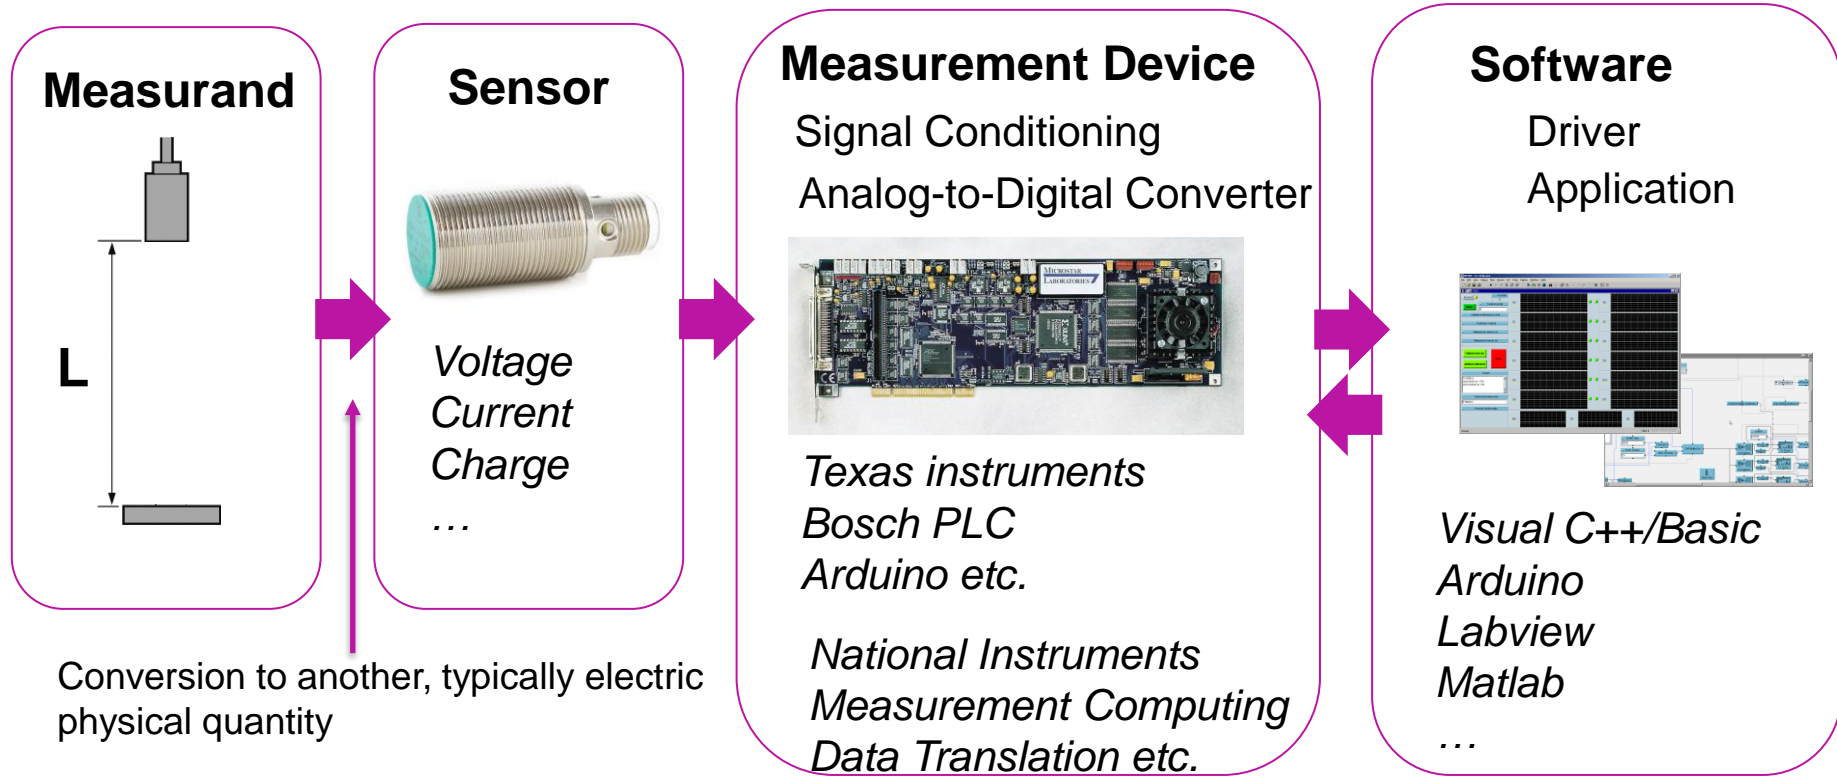 Measurand
L
Conversion to another, typically electric
physical quantity
Sensor
Voltage
Current
Charge
…
Measurement Device
Signal Conditioning
Analog-to-Digital Converter
MICROSTAR
LABORATORIES
Texas instruments
Bosch PLC
Arduino etc.
National Instruments
Measurement Computing
Data Translation etc.
Software
Driver
Application
Visual C++/Basic
Arduino
Labview
Matlab
…